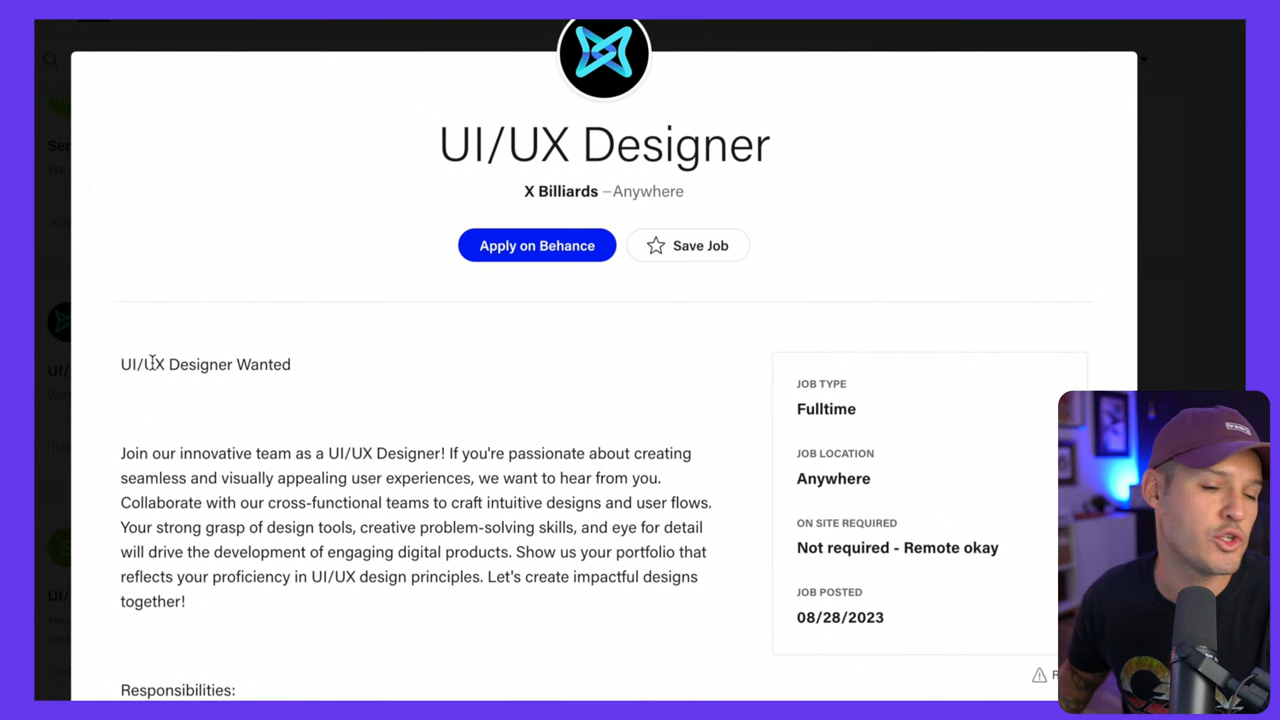 UI/UX Designer
X Billiards –Anywhere
Apply on Behance
Save Job
UI/UX Designer Wanted
Join our innovative team as a UI/UX Designer! If you're passionate about creating
seamless and visually appealing user experiences, we want to hear from you.
Collaborate with our cross-functional teams to craft intuitive designs and user flows.
Your strong grasp of design tools, creative problem-solving skills, and eye for detail
will drive the development of engaging digital products. Show us your portfolio that
reflects your proficiency in UI/UX design principles. Let's create impactful designs
together!
Responsibilities:
JOB TYPE
Fulltime
JOB LOCATION
Anywhere
ON SITE REQUIRED
Not required - Remote okay
JOB POSTED
08/28/2023